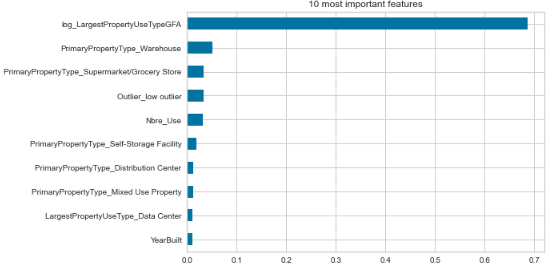 10 most important features
log_LargestPropertyUseTypeGFA
PrimaryPropertyType_Warehouse
PrimaryPropertyType_Supermarket/Grocery Store
Outlier_low outlier
Nbre_Use
PrimaryPropertyType_Self-Storage Facility
PrimaryPropertyType_Distribution Center
PrimaryPropertyType_Mixed Use Property
LargestPropertyUseType_Data Center
YearBuilt
0.0 0.1 0.2 0.3 0.4 0.5 0.6 0.7